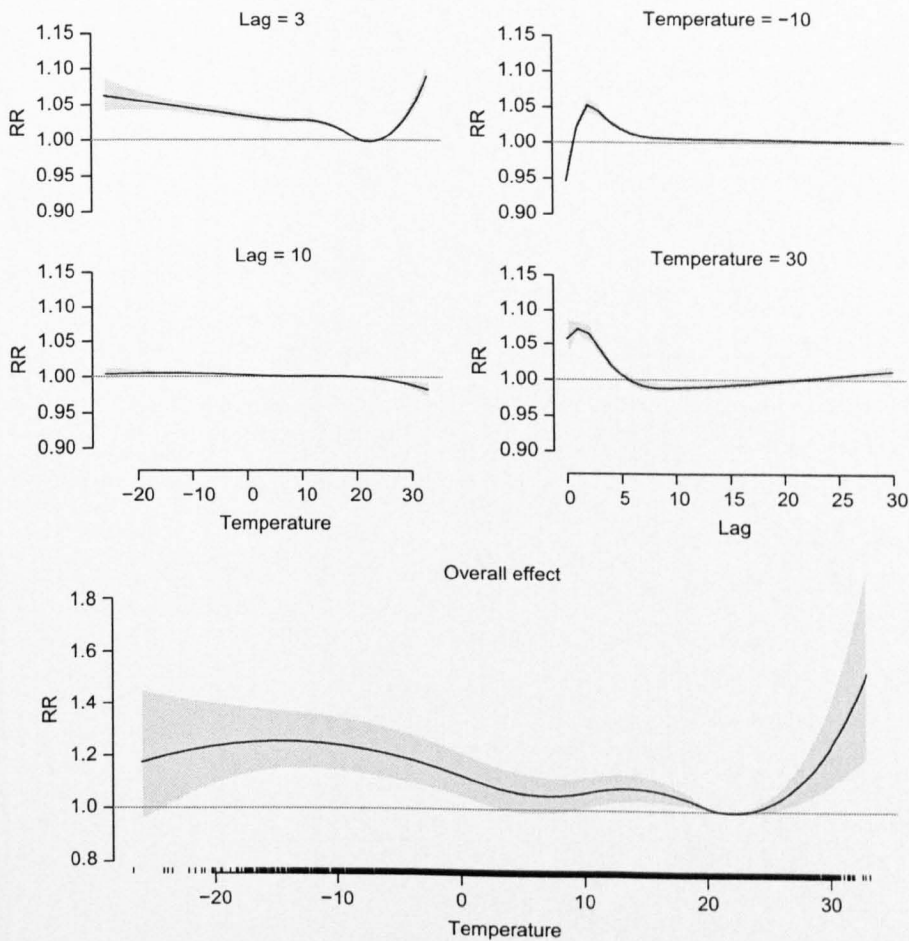 Lag = 3
1.15
1.10
1.05
1.00
0.95
0.90
RR
Temperature = −10
1.15
1.10
1.05
1.00
0.95
0.90
RR
Lag = 10
1.15
1.10
1.05
1.00
0.95
0.90
RR
−20 −10 0 10 20 30
Temperature
Temperature = 30
1.15
1.10
1.05
1.00
0.95
0.90
RR
0 5 10 15 20 25 30
Lag
Overall effect
1.8
1.6
1.4
1.2
1.0
0.8
RR
−20 −10 0 10 20 30
Temperature